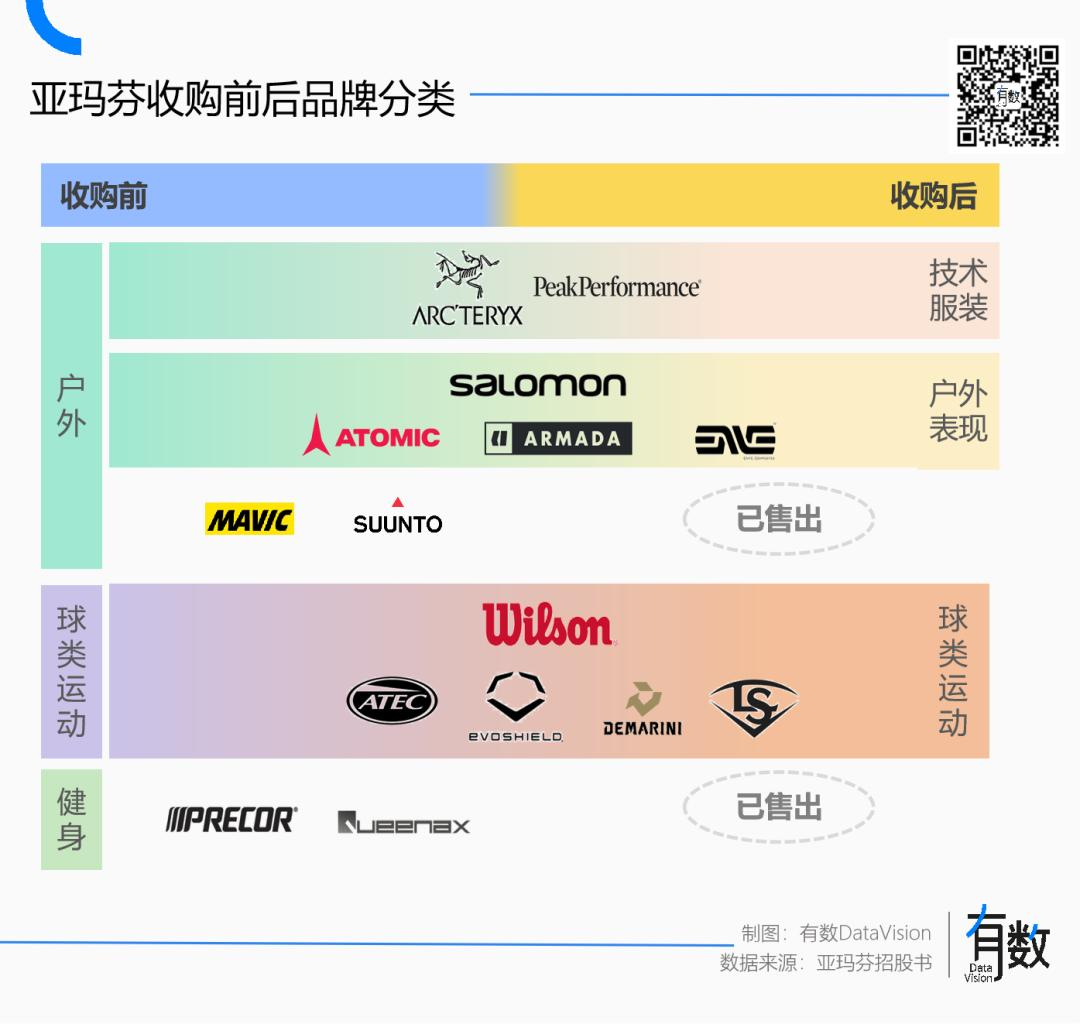 亚玛芬收购前后品牌分类
有数
收购前
收购后
户外
ARC'TERYX
PeakPerformance
技术
服装
SALOMON
ATOMIC
ARMADA
户外
表现
MAVIC
SUUNTO
已售出
球类运动
Wilson
球类运动
ATEC
EVOSHIELD
DEMARINI
LS
健身
PRECOR
Queenax
已售出
制图：有数DataVision
数据来源：亚玛芬招股书
有数
Data
Vision